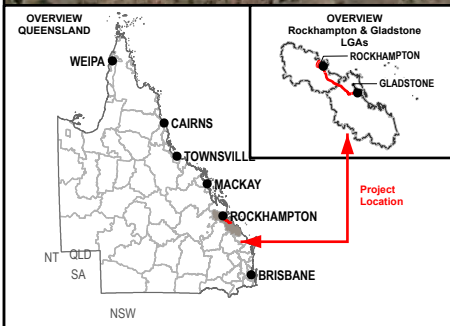 OVERVIEW
QUEENSLAND
WEIPA
CAIRNS
TOWNSVILLE
MACKAY
ROCKHAMPTON
BRISBANE
NT QLD
SA
NSW
OVERVIEW
Rockhampton & Gladstone
LGAs
ROCKHAMPTON
GLADSTONE
Project
Location